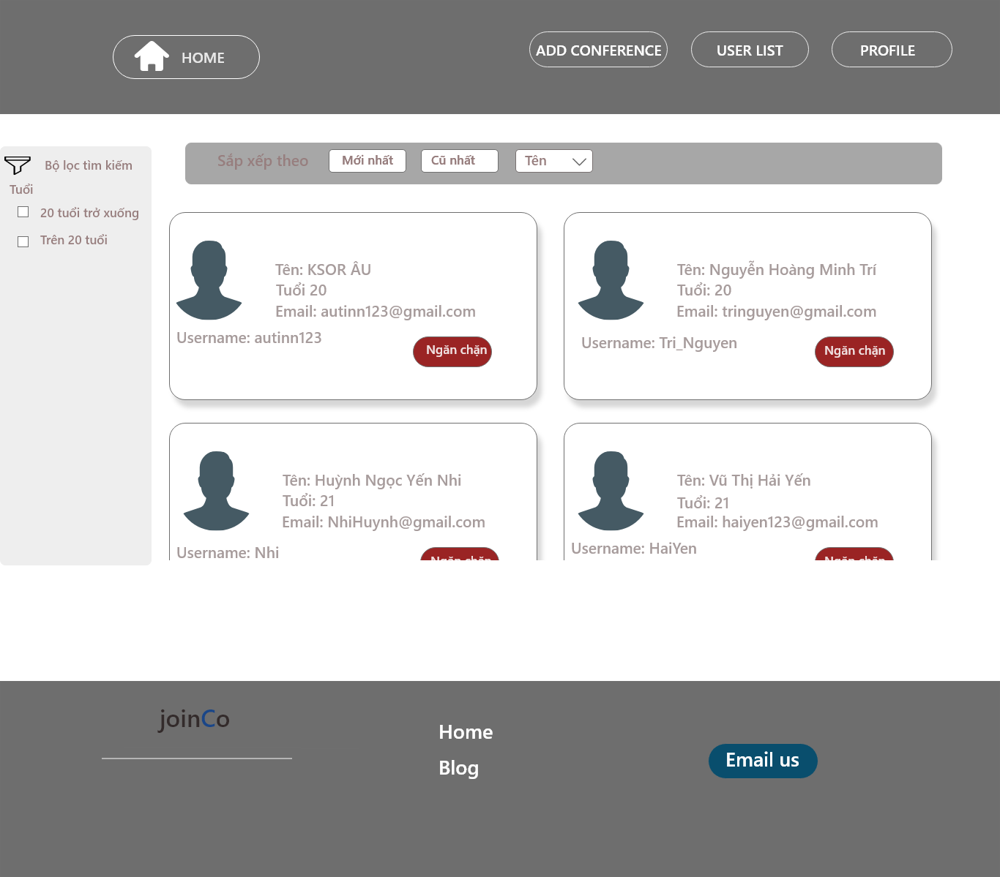 HOME
ADD CONFERENCE
USER LIST
PROFILE
Sắp xếp theo
Mới nhất
Cũ nhất
Tên
Bộ lọc tìm kiếm
Tuổi
20 tuổi trở xuống
Trên 20 tuổi
Tên: KSOR ÂU
Tuổi 20
Email: autinn123@gmail.com
Username: autinn123
Ngăn chặn
Tên: Nguyễn Hoàng Minh Trí
Tuổi: 20
Email: tringuyen@gmail.com
Username: Tri_Nguyen
Ngăn chặn
Tên: Huỳnh Ngọc Yến Nhi
Tuổi: 21
Email: NhiHuynh@gmail.com
Username: Nhi
Ngăn chặn
Tên: Vũ Thị Hải Yến
Tuổi: 21
Email: haiyen123@gmail.com
Username: HaiYen
Ngăn chặn
joinCo
Home
Blog
Email us